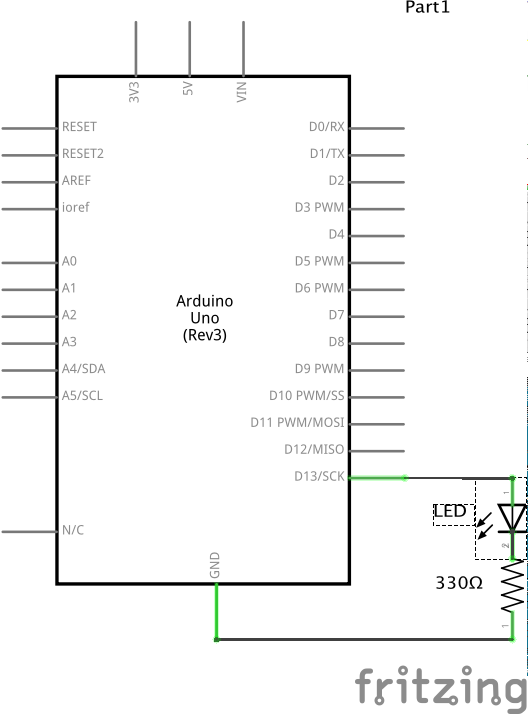 Part1
3V3
5V
VIN
RESET
RESET2
AREF
ioref
A0
A1
A2
A3
A4/SDA
A5/SCL
N/C
Arduino
Uno
(Rev3)
D0/RX
D1/TX
D2
D3 PWM
D4
D5 PWM
D6 PWM
D7
D8
D9 PWM
D10 PWM/SS
D11 PWM/MOSI
D12/MISO
D13/SCK
GND
1
LED
2
330Ω
1
fritzing